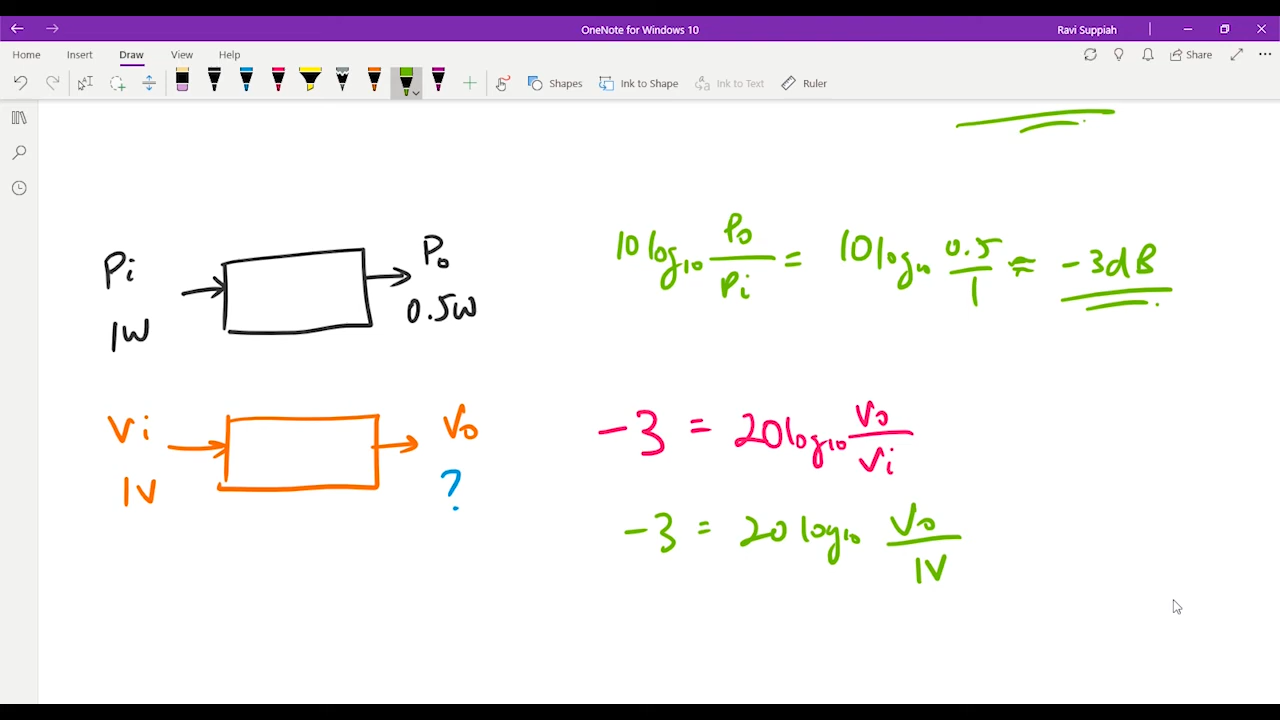 OneNote for Windows 10
Ravi Suppiah
Home Insert Draw View Help
Share
Shapes Ink to Shape Ink to Text Ruler
Pi
1W
Po
0.5W
10 log10 Po/Pi = 10 log10 0.5/1 = -3dB
Vi
1V
Vo
?
-3 = 20 log10 Vo/Vi
-3 = 20 log10 Vo/1V